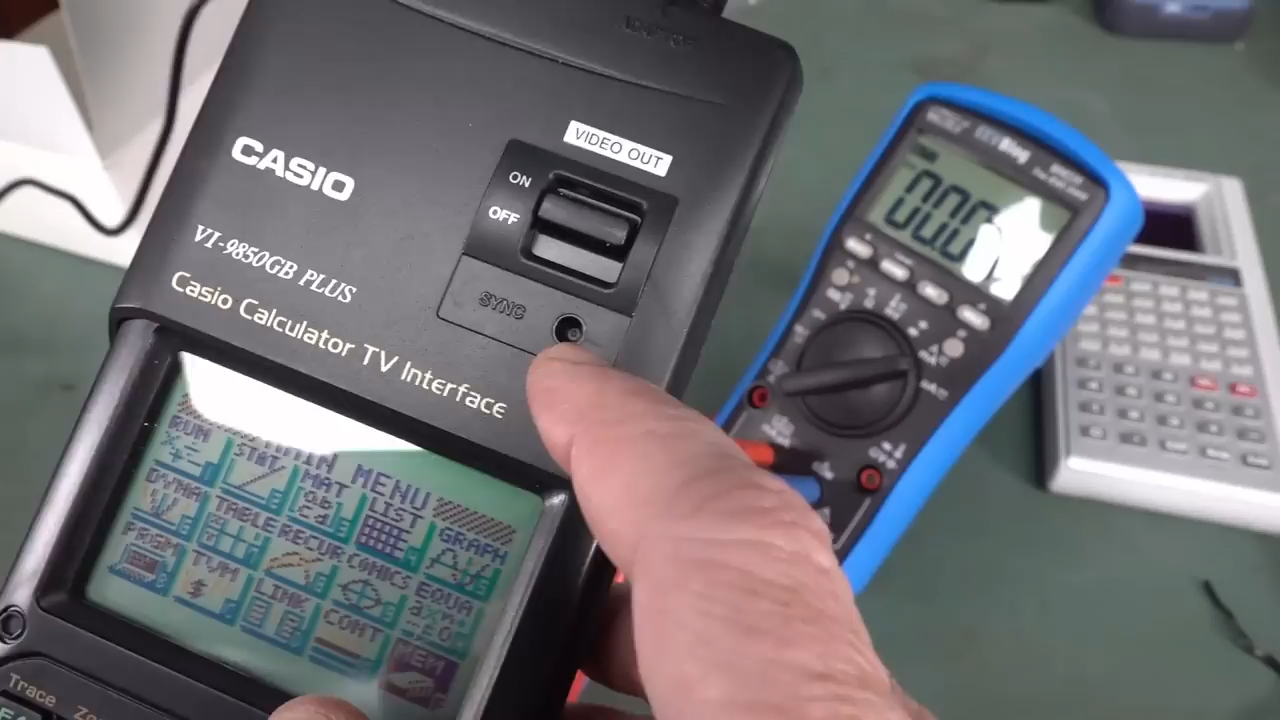 VIDEO OUT
ON
OFF
CASIO
SYNC
VI-9850GB PLUS
Casio Calculator TV Interface
MAIN MENU
RUN
STAT
MAT
LIST
GRAPH
DYNA
TABLE
RECUR
CONICS
EQUA
PRGM
TVM
LINK
CONT
MEM
Trace